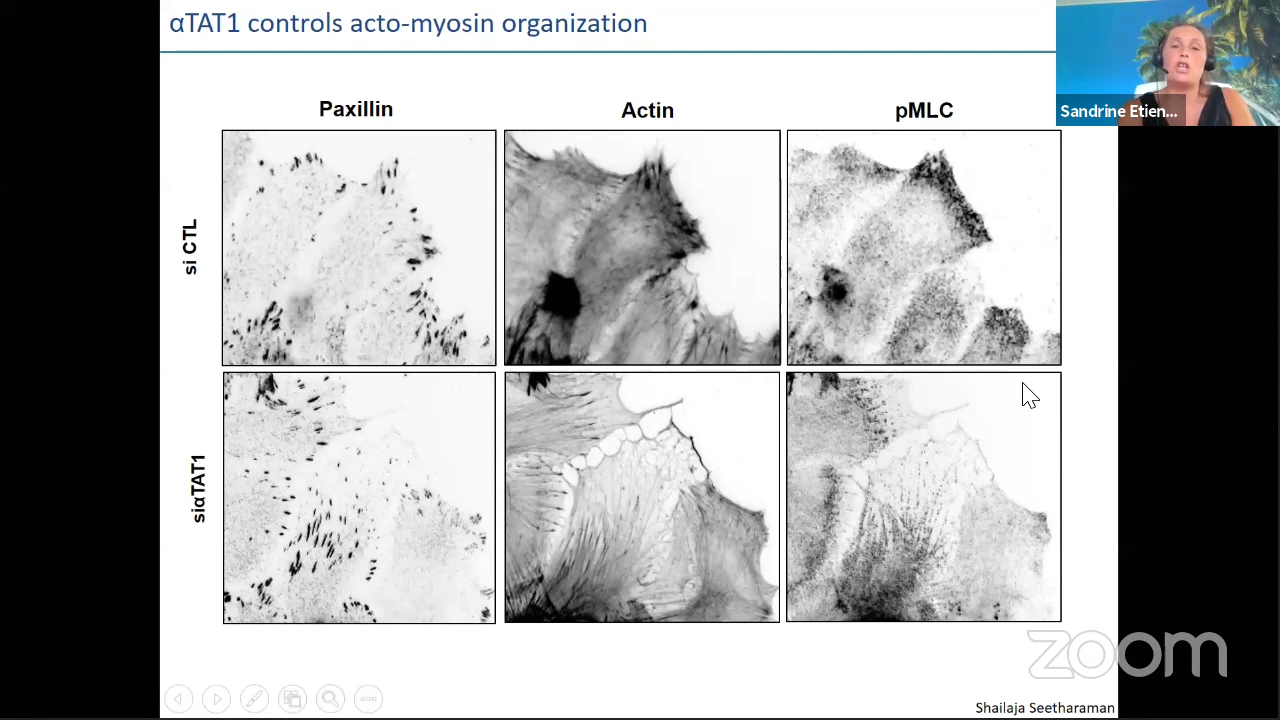 αTAT1 controls acto-myosin organization
Sandrine Etien...
Paxillin
Actin
pMLC
si CTL
siαTAT1
zoom
Shailaja Seetharaman